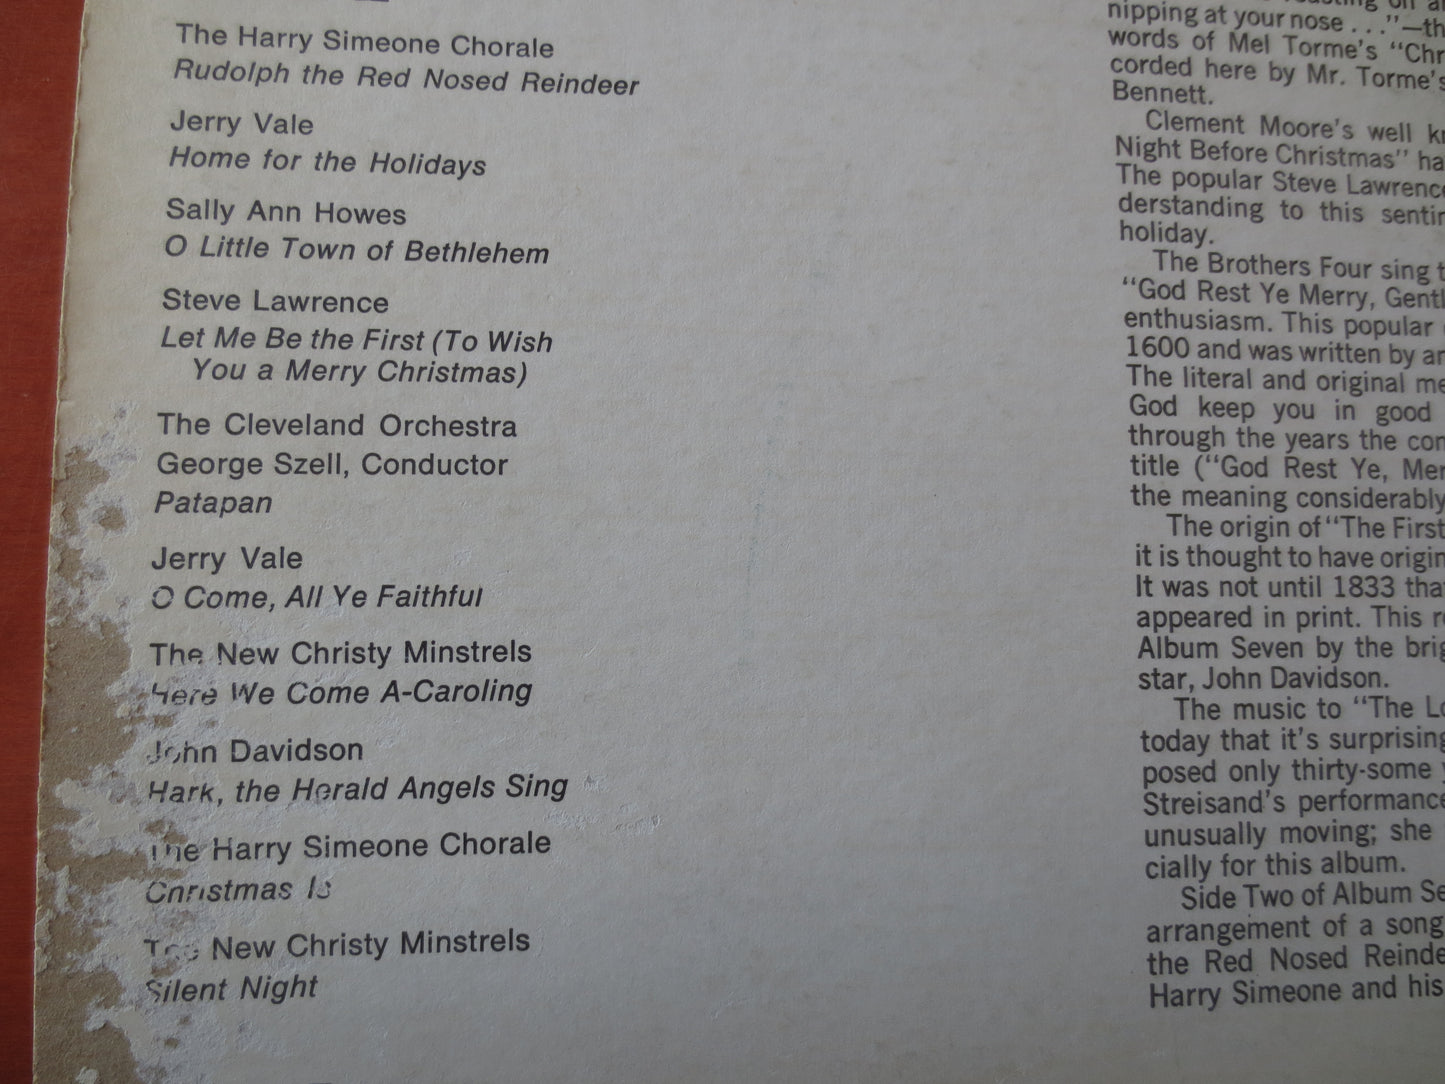 The Harry Simeone Chorale
Rudolph the Red Nosed Reindeer
Jerry Vale
Home for the Holidays
Sally Ann Howes
O Little Town of Bethlehem
Steve Lawrence
Let Me Be the First (To Wish
You a Merry Christmas)
The Cleveland Orchestra
George Szell, Conductor
Patapan
Jerry Vale
O Come, All Ye Faithful
The New Christy Minstrels
Here We Come A-Caroling
John Davidson
Hark, the Herald Angels Sing
The Harry Simeone Chorale
Christmas Is
The New Christy Minstrels
Silent Night
nipping at your nose . . ."—th
words of Mel Torme's "Chr
corded here by Mr. Torme's
Bennett.
Clement Moore's well kn
Night Before Christmas" ha
The popular Steve Lawrence
derstanding to this sentin
holiday.
The Brothers Four sing t
"God Rest Ye Merry, Gentl
enthusiasm. This popular
1600 and was written by an
The literal and original me
God keep you in good
through the years the con
title ("God Rest Ye, Mer
the meaning considerably
The origin of "The First
it is thought to have origin
It was not until 1833 tha
appeared in print. This re
Album Seven by the brig
star, John Davidson.
The music to "The Lo
today that it's surprising
posed only thirty-some
Streisand's performance
unusually moving; she
cially for this album.
Side Two of Album Se
arrangement of a song
the Red Nosed Reinde
Harry Simeone and his